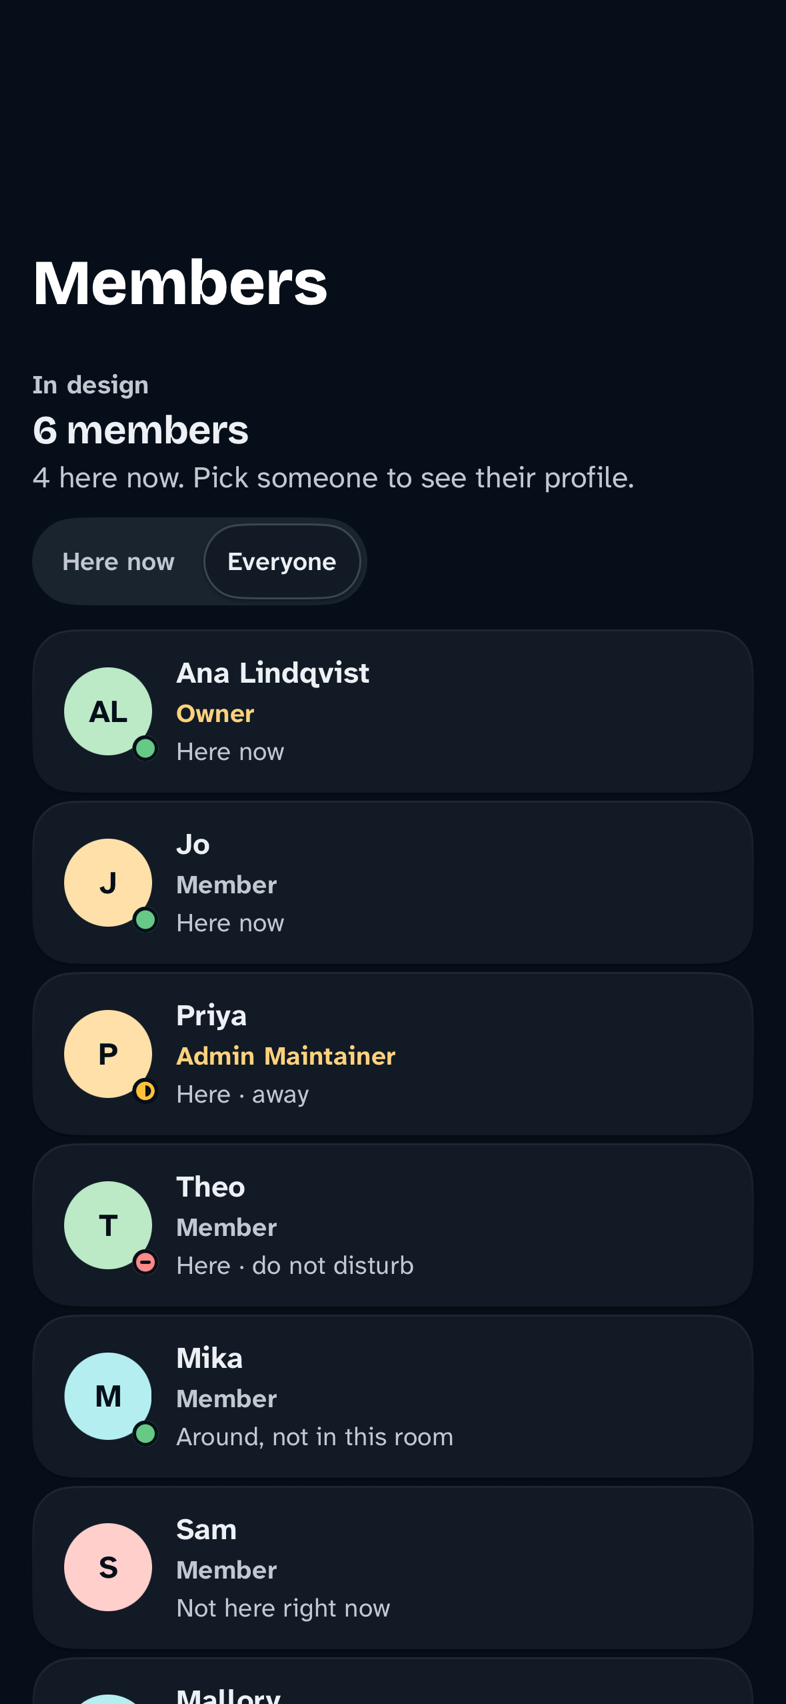 Members
In design
6 members
4 here now. Pick someone to see their profile.
Here now
Everyone
AL
Ana Lindqvist
Owner
Here now
J
Jo
Member
Here now
P
Priya
Admin Maintainer
Here · away
T
Theo
Member
Here · do not disturb
M
Mika
Member
Around, not in this room
S
Sam
Member
Not here right now
Mallory